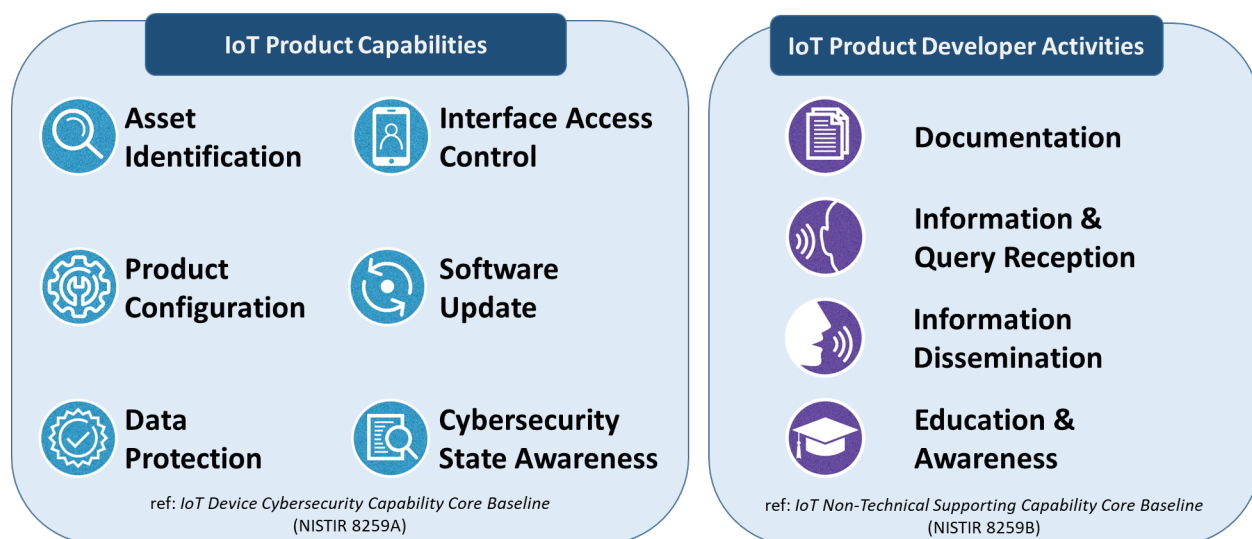 IoT Product Capabilities
Asset
Identification
Interface Access
Control
Product
Configuration
Software
Update
Data
Protection
Cybersecurity
State Awareness
ref: IoT Device Cybersecurity Capability Core Baseline
(NISTIR 8259A)
IoT Product Developer Activities
Documentation
Information &
Query Reception
Information
Dissemination
Education &
Awareness
ref: IoT Non-Technical Supporting Capability Core Baseline
(NISTIR 8259B)